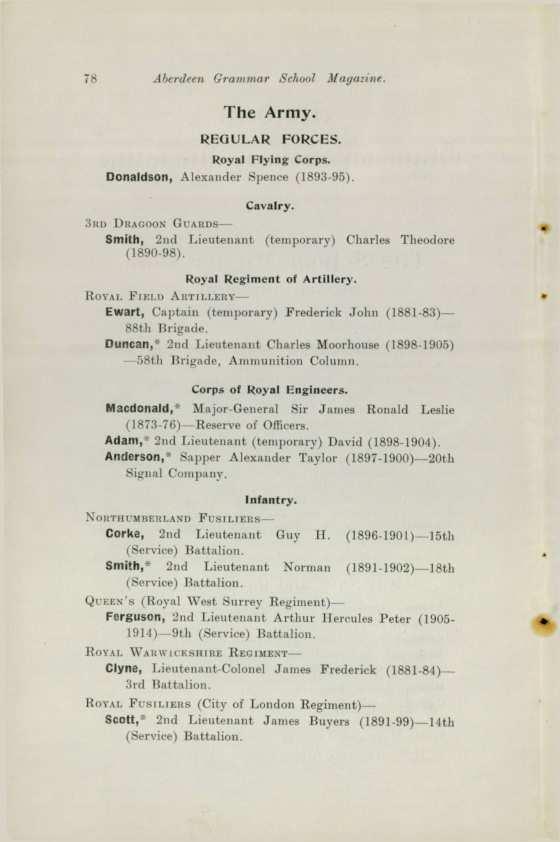 78 Aberdeen Grammar School Magazine.
The Army.
REGULAR FORCES.
Royal Flying Corps.
Donaldson, Alexander Spence (1893-95).
Cavalry.
3RD DRAGOON GUARDS—
Smith, 2nd Lieutenant (temporary) Charles Theodore
(1890-98).
Royal Regiment of Artillery.
ROYAL FIELD ARTILLERY—
Ewart, Captain (temporary) Frederick John (1881-83)—
88th Brigade.
Duncan,* 2nd Lieutenant Charles Moorhouse (1898-1905)
—58th Brigade, Ammunition Column.
Corps of Royal Engineers.
Macdonald,* Major-General Sir James Ronald Leslie
(1873-76)—Reserve of Officers.
Adam,* 2nd Lieutenant (temporary) David (1898-1904).
Anderson,* Sapper Alexander Taylor (1897-1900)—20th
Signal Company.
Infantry.
NORTHUMBERLAND FUSILIERS—
Corke, 2nd Lieutenant Guy H. (1896-1901)—15th
(Service) Battalion.
Smith,* 2nd Lieutenant Norman (1891-1902)—18th
(Service) Battalion.
QUEEN'S (Royal West Surrey Regiment)—
Ferguson, 2nd Lieutenant Arthur Hercules Peter (1905-
1914)—9th (Service) Battalion.
ROYAL WARWICKSHIRE REGIMENT—
Clyne, Lieutenant-Colonel James Frederick (1881-84)—
3rd Battalion.
ROYAL FUSILIERS (City of London Regiment)—
Scott,* 2nd Lieutenant James Buyers (1891-99)—14th
(Service) Battalion.